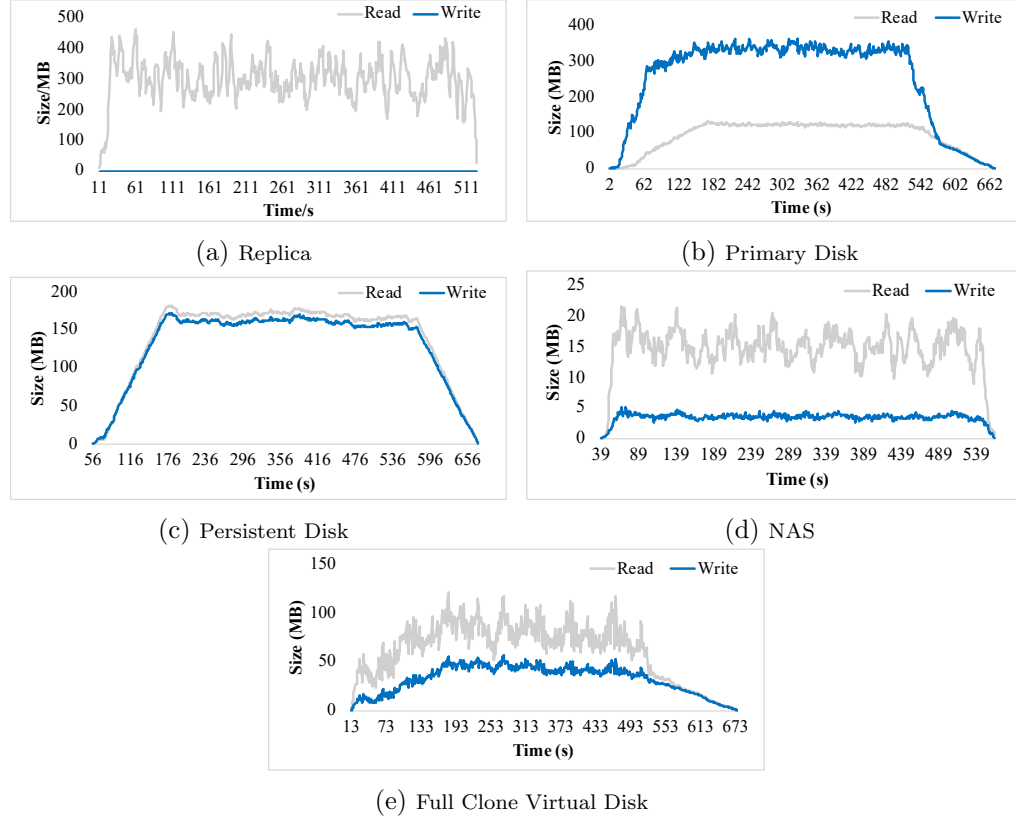 500
Read Write
400
300
200
100
0
Size/MB
11 61 111 161 211 261 311 361 411 461 511
Time/s
(a) Replica
400
Read Write
300
200
100
0
Size (MB)
2 62 122 182 242 302 362 422 482 542 602 662
Time (s)
(b) Primary Disk
200
Read Write
150
100
50
0
Size (MB)
56 116 176 236 296 356 416 476 536 596 656
Time (s)
(c) Persistent Disk
25
Read Write
20
15
10
5
0
Size (MB)
39 89 139 189 239 289 339 389 439 489 539
Time (s)
(d) NAS
150
Read Write
100
50
0
Size (MB)
13 73 133 193 253 313 373 433 493 553 613 673
Time (s)
(e) Full Clone Virtual Disk